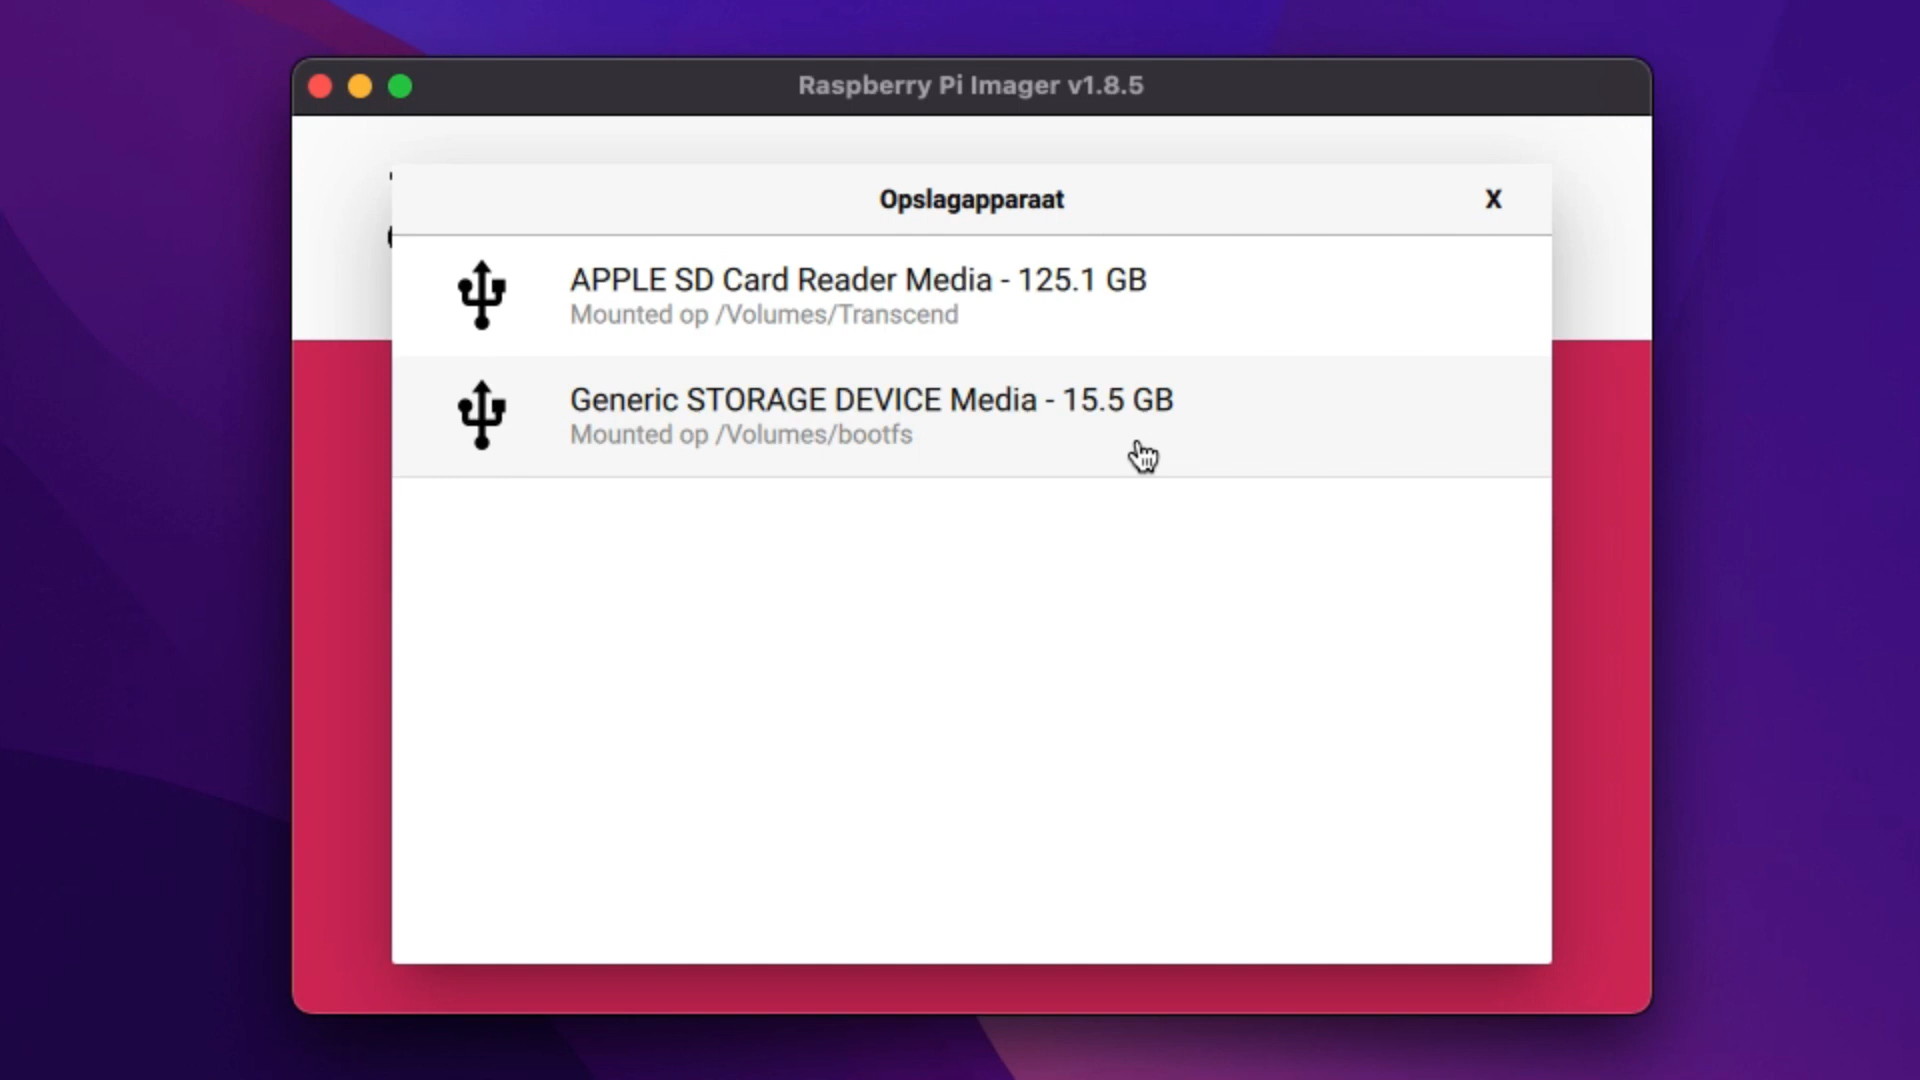 Raspberry Pi Imager v1.8.5
Opslagapparaat
X
APPLE SD Card Reader Media - 125.1 GB
Mounted op /Volumes/Transcend
Generic STORAGE DEVICE Media - 15.5 GB
Mounted op /Volumes/bootfs